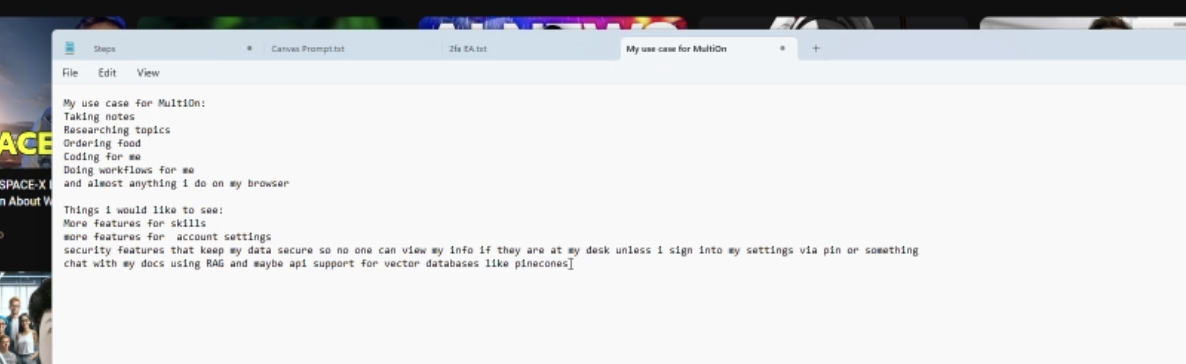 Steps
Canvas Prompt.txt
2fa EA.txt
My use case for MultiOn
File Edit View
My use case for MultiOn:
Taking notes
Researching topics
Ordering food
Coding for me
Doing workflows for me
and almost anything i do on my browser
Things i would like to see:
More features for skills
more features for  account settings
security features that keep my data secure so no one can view my info if they are at my desk unless i sign into my settings via pin or something
chat with my docs using RAG and maybe api support for vector databases like pinecones
ACE
SPACE-X
n About W